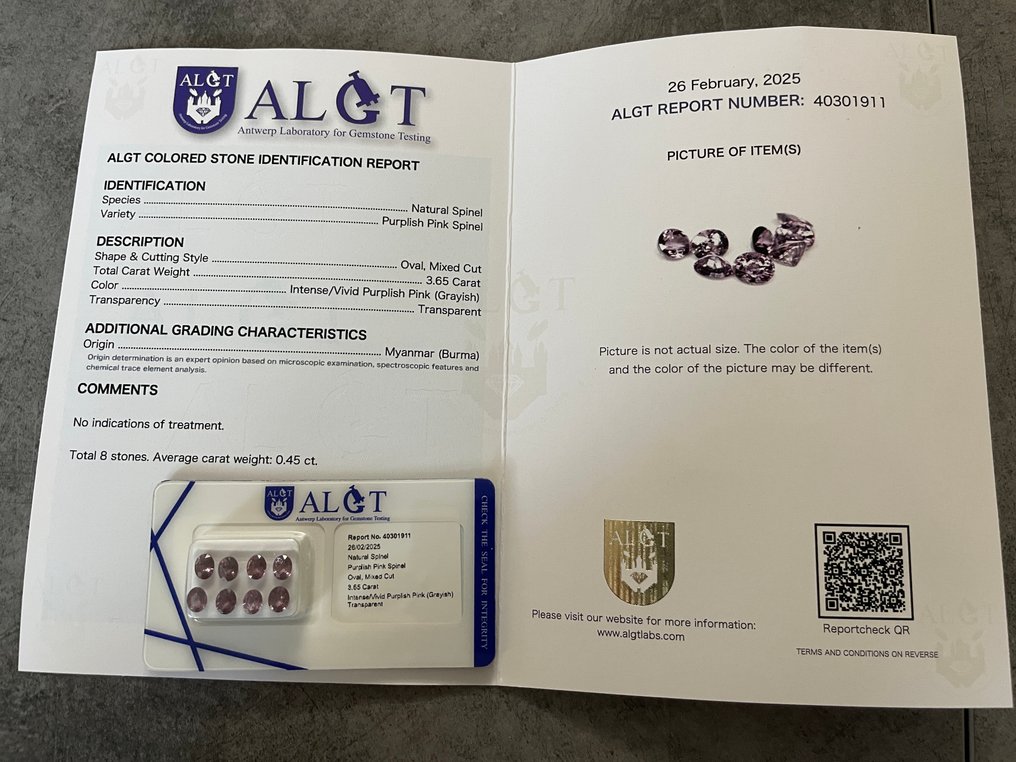 ALGT
ALGT
Antwerp Laboratory for Gemstone Testing
ALGT COLORED STONE IDENTIFICATION REPORT
IDENTIFICATION
Species ........ Natural Spinel
Variety ........ Purplish Pink Spinel
DESCRIPTION
Shape & Cutting Style ........ Oval, Mixed Cut
Total Carat Weight ........ 3.65 Carat
Color ........ Intense/Vivid Purplish Pink (Grayish)
Transparency ........ Transparent
ADDITIONAL GRADING CHARACTERISTICS
Origin ........ Myanmar (Burma)
Origin determination is an expert opinion based on microscopic examination, spectroscopic features and
chemical trace element analysis.
COMMENTS
No indications of treatment.
Total 8 stones. Average carat weight: 0.45 ct.
ALGT
ALGT
Antwerp Laboratory for Gemstone Testing
Report No. 40301911
26/02/2025
Natural Spinel
Purplish Pink Spinel
Oval, Mixed Cut
3.65 Carat
Intense/Vivid Purplish Pink (Grayish)
Transparent
CHECK THE SEAL FOR INTEGRITY
26 February, 2025
ALGT REPORT NUMBER: 40301911
PICTURE OF ITEM(S)
Picture is not actual size. The color of the item(s)
and the color of the picture may be different.
ALGT
Please visit our website for more information:
www.algtlabs.com
Reportcheck QR
TERMS AND CONDITIONS ON REVERSE